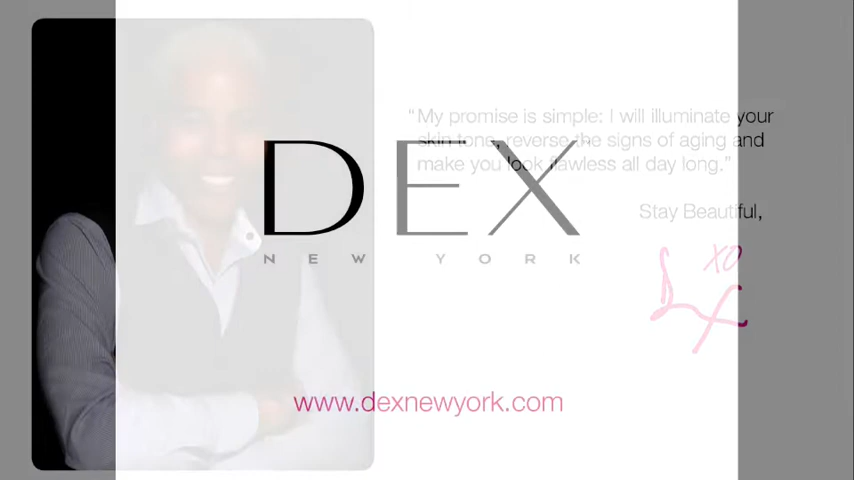 “My promise is simple: I will illuminate your
skin tone, reverse the signs of aging and
make you look flawless all day long.”
DEX
NEW YORK
Stay Beautiful,
XO
www.dexnewyork.com